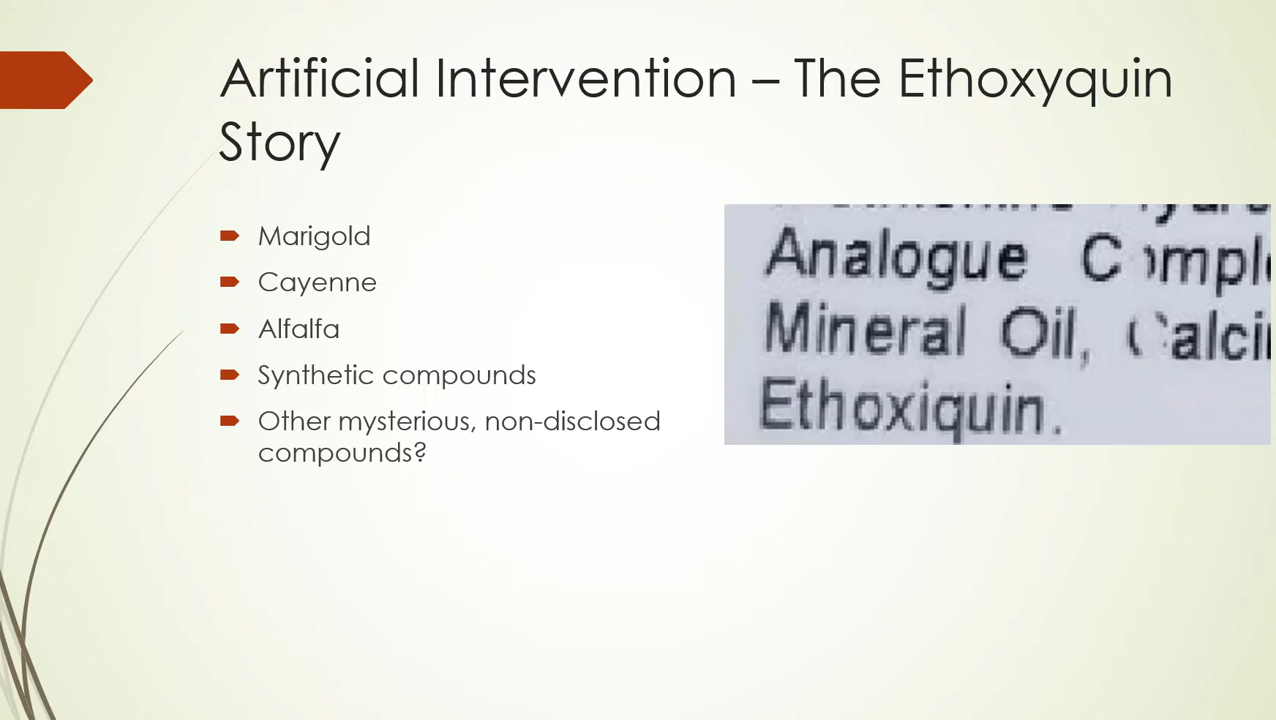 Artificial Intervention – The Ethoxyquin
Story
Marigold
Cayenne
Alfalfa
Synthetic compounds
Other mysterious, non-disclosed
compounds?
Analogue
Mineral Oil,
Ethoxiquin.